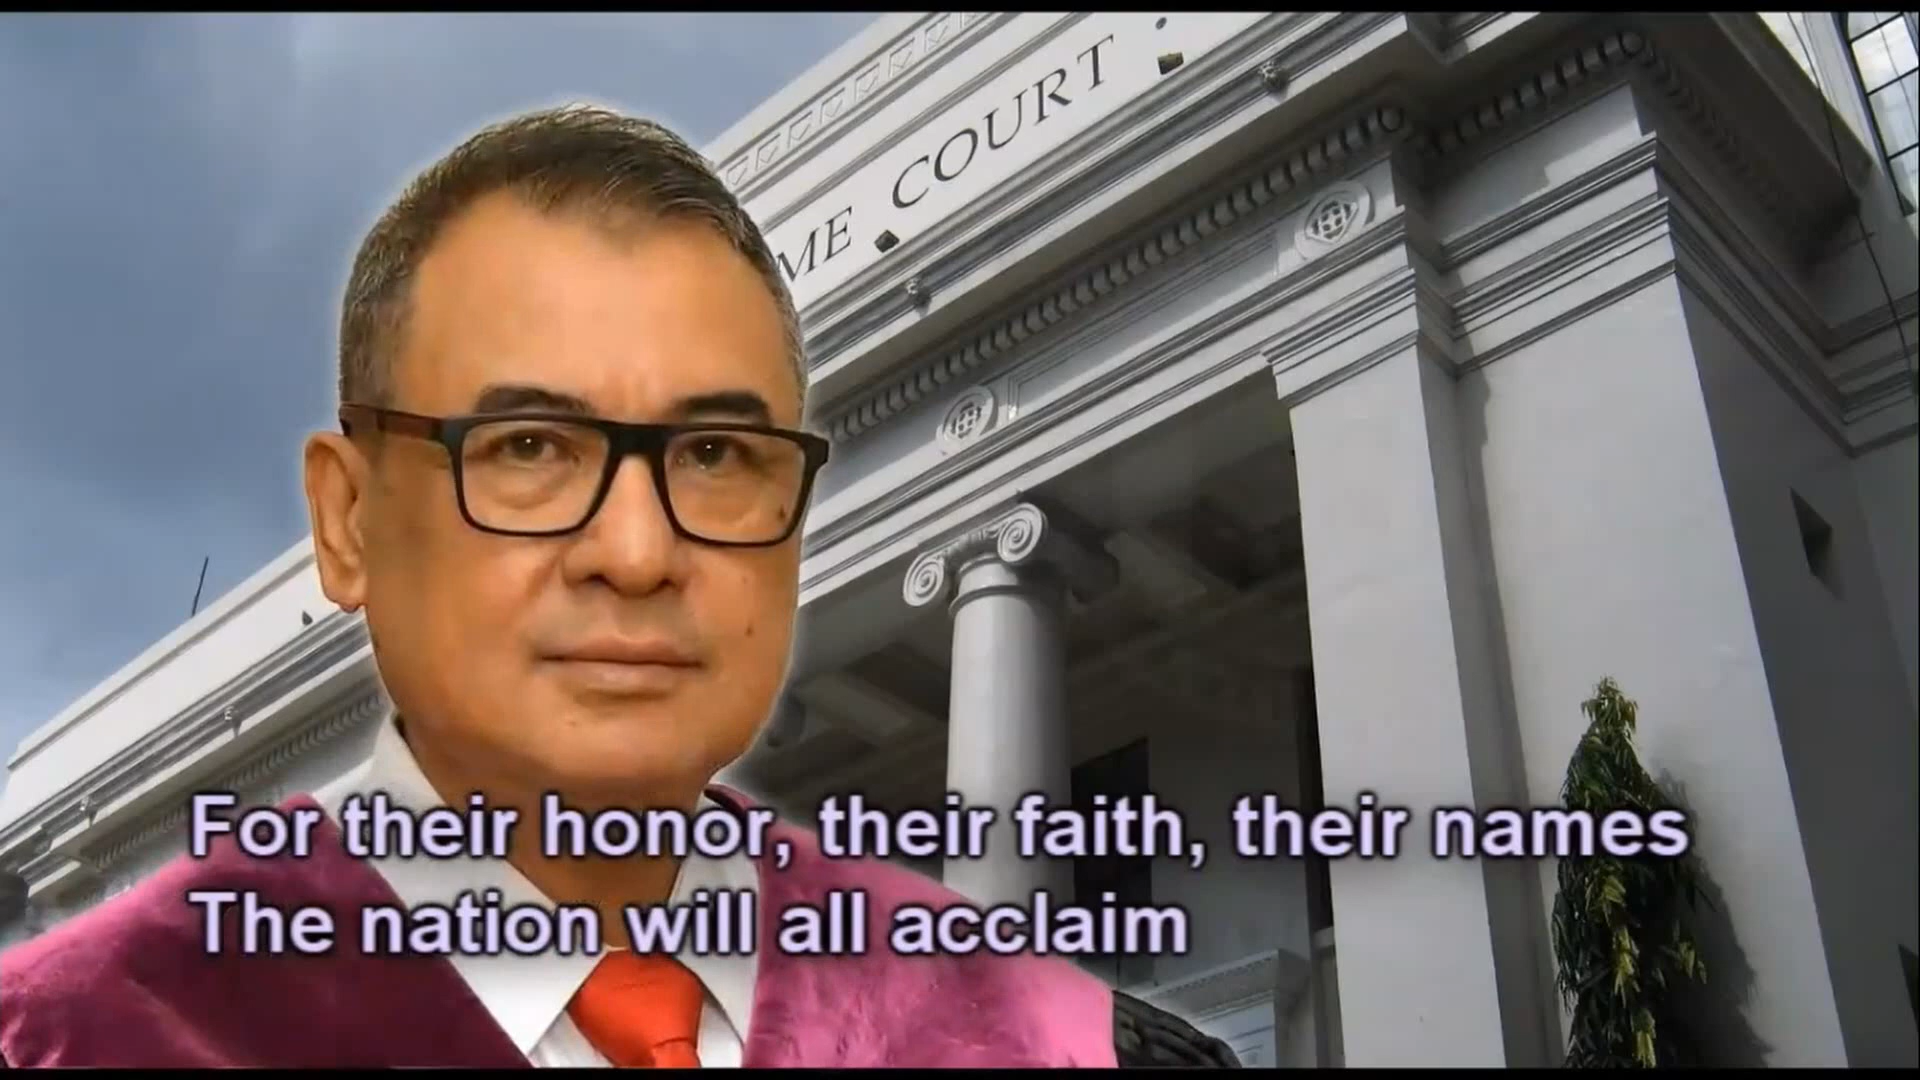 ME COURT
For their honor, their faith, their names
The nation will all acclaim